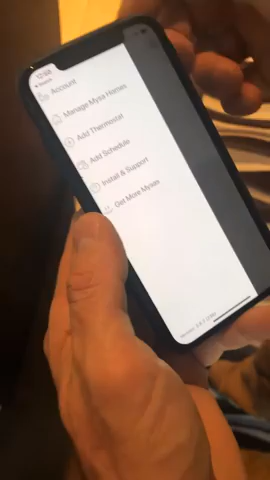 Account
Manage Mysa Homes
Add Thermostat
Add Schedule
Install & Support
Get More Mysas